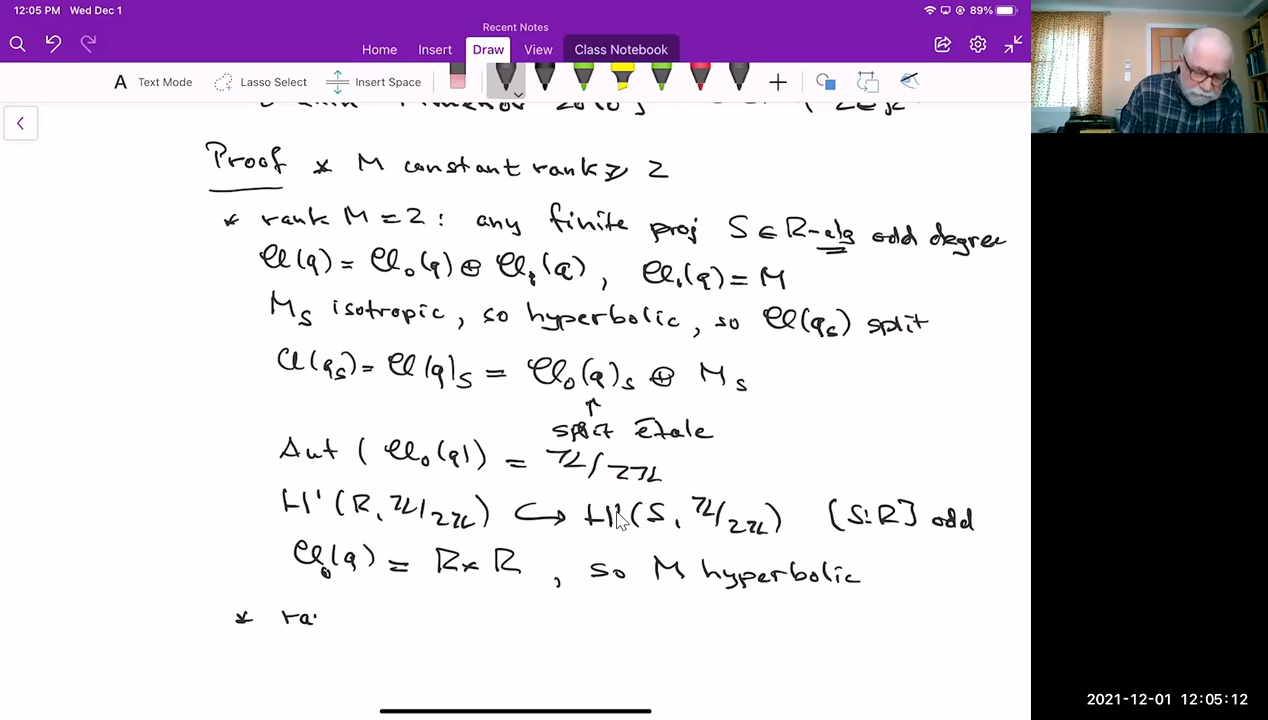 12:05 PM Wed Dec 1
89%
Recent Notes
Home Insert Draw View Class Notebook
Text Mode Lasso Select Insert Space
Proof * M constant rank ≥ 2
* rank M = 2 : any finite proj S ∈ R-alg odd degree
Cl(q) = Cl₀(q) ⊕ Cl₁(q) , Cl₁(q) = M
M_S isotropic, so hyperbolic, so Cl(q_S) split
Cl(q_S) = Cl(q)_S = Cl₀(q)_S ⊕ M_S
↑
split étale
Aut ( Cl₀(q)) = ℤ/2ℤ
H¹(R, ℤ/2ℤ) ↪ H¹(S, ℤ/2ℤ) [S:R] odd
Cl₀(q) = R × R , so M hyperbolic
* ra
2021-12-01 12:05:12